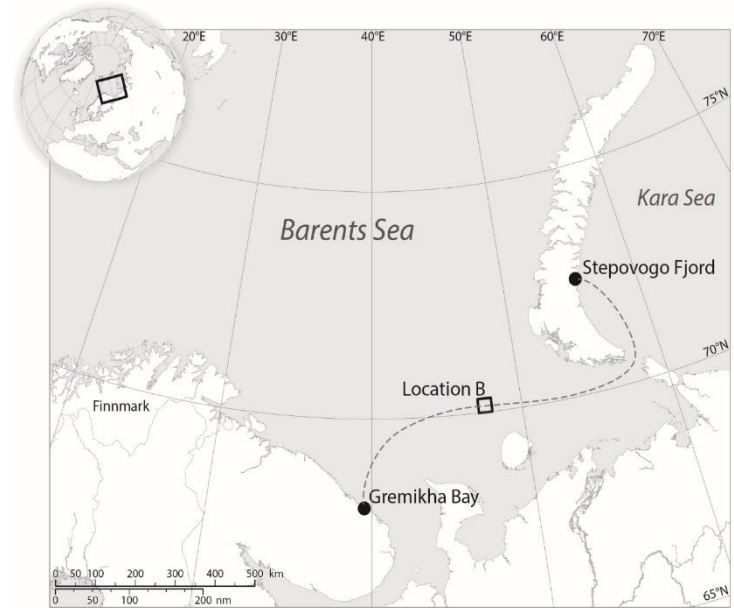 20°E
30°E
40°E
50°E
60°E
70°E
75°N
Kara Sea
Barents Sea
Stepovogo Fjord
70°N
Location B
Finnmark
Gremikha Bay
0 50 100 200 300 400 500 km
0 50 100 200 nm
65°N